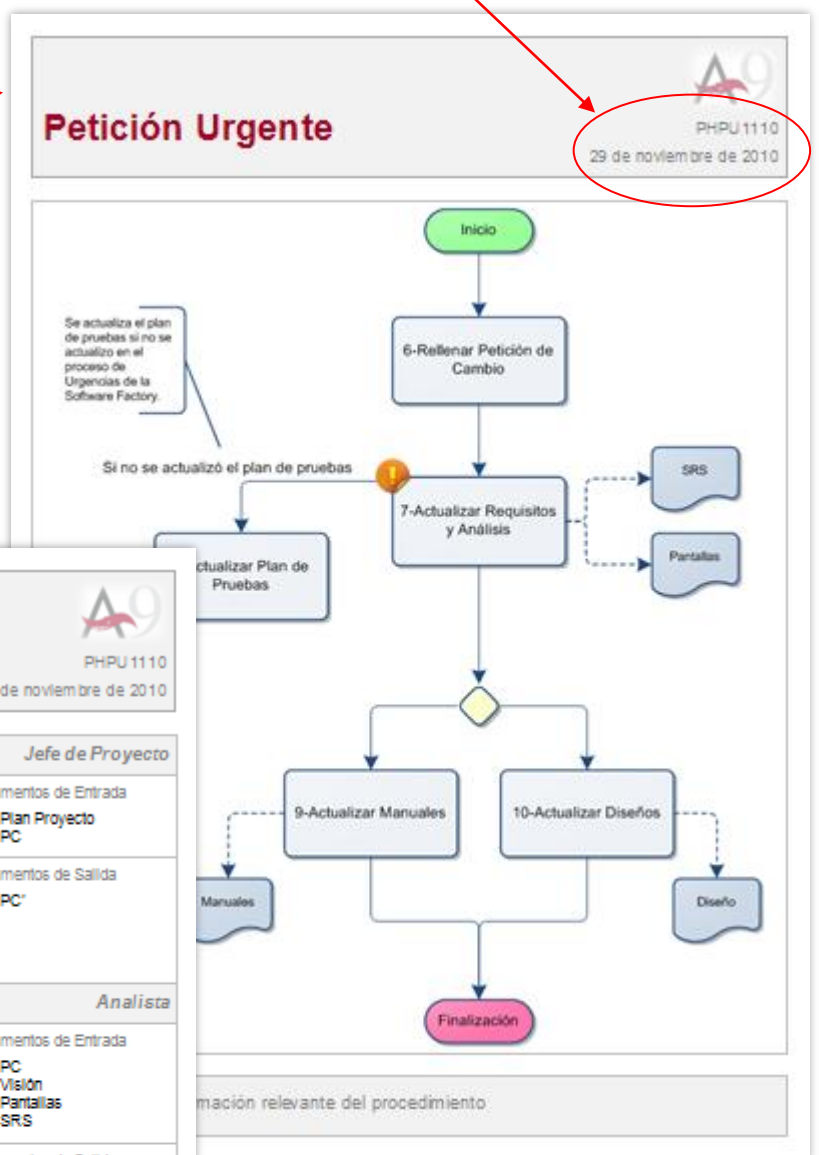 A9
Petición Urgente
PHPU1110
29 de noviembre de 2010
Inicio
Se actualiza el plan
de pruebas si no se
actualizo en el
proceso de
Urgencias de la
Software Factory.
6-Rellenar Petición de
Cambio
Si no se actualizó el plan de pruebas
!
7-Actualizar Requisitos
y Análisis
SRS
Pantallas
ctualizar Plan de
Pruebas
9-Actualizar Manuales
10-Actualizar Diseños
Manuales
Diseño
Finalización
mación relevante del procedimiento
A9
PHPU1110
de noviembre de 2010
Jefe de Proyecto
mentos de Entrada
Plan Proyecto
PC
mentos de Salida
PC'
Analista
mentos de Entrada
PC
Visión
Pantallas
SRS